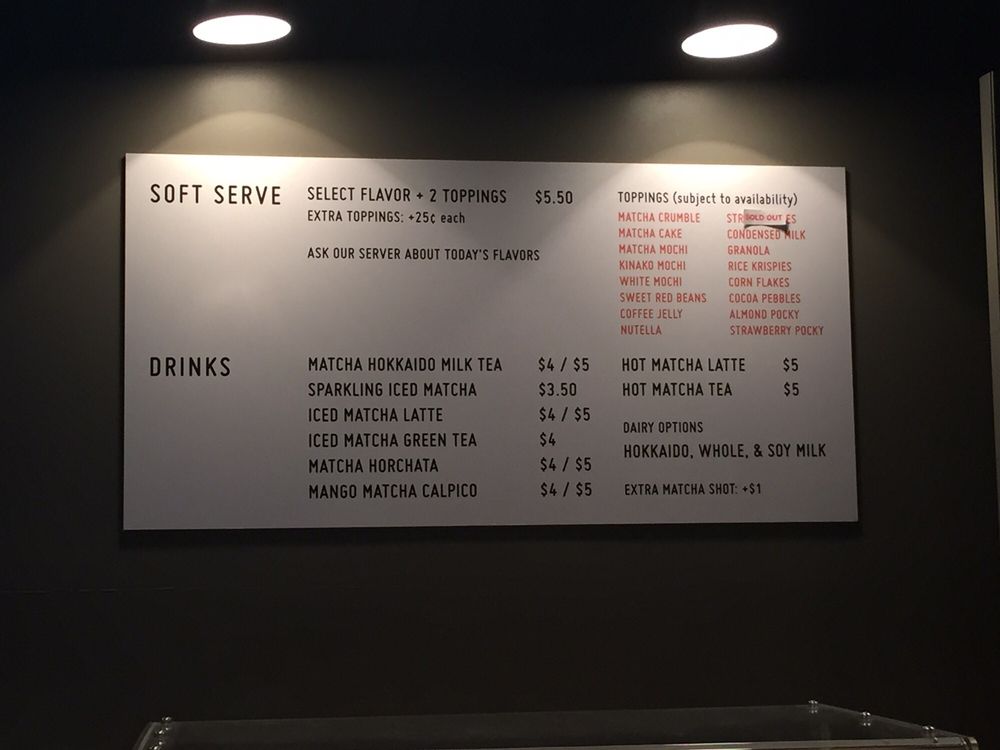 SOFT SERVE
SELECT FLAVOR + 2 TOPPINGS $5.50
EXTRA TOPPINGS: +25¢ each
ASK OUR SERVER ABOUT TODAY'S FLAVORS
TOPPINGS (subject to availability)
MATCHA CRUMBLE
MATCHA CAKE
MATCHA MOCHI
KINAKO MOCHI
WHITE MOCHI
SWEET RED BEANS
COFFEE JELLY
NUTELLA
SOLD OUT
CONDENSED MILK
GRANOLA
RICE KRISPIES
CORN FLAKES
COCOA PEBBLES
ALMOND POCKY
STRAWBERRY POCKY
DRINKS
MATCHA HOKKAIDO MILK TEA $4 / $5
SPARKLING ICED MATCHA $3.50
ICED MATCHA LATTE $4 / $5
ICED MATCHA GREEN TEA $4
MATCHA HORCHATA $4 / $5
MANGO MATCHA CALPICO $4 / $5
HOT MATCHA LATTE $5
HOT MATCHA TEA $5
DAIRY OPTIONS
HOKKAIDO, WHOLE, & SOY MILK
EXTRA MATCHA SHOT: +$1